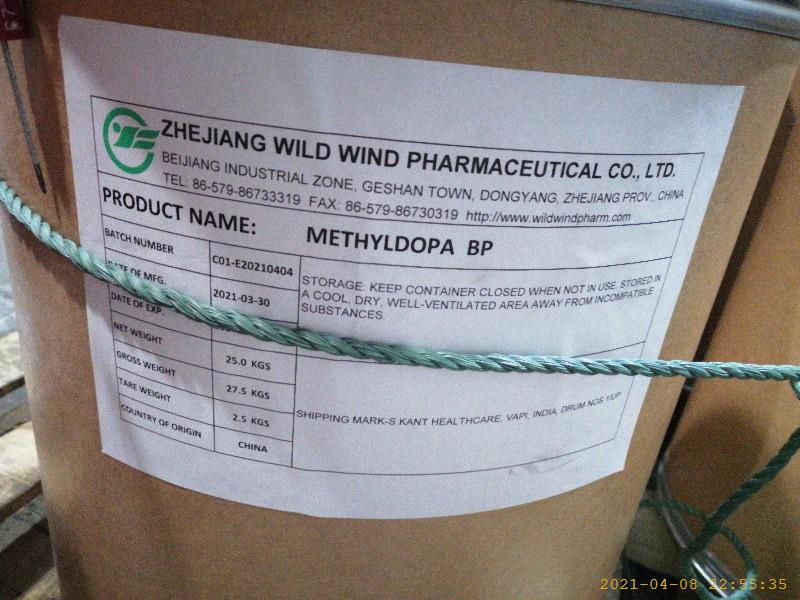 ZHEJIANG WILD WIND PHARMACEUTICAL CO., LTD.
BEIJIANG INDUSTRIAL ZONE, GESHAN TOWN, DONGYANG, ZHEJIANG PROV., CHINA
TEL: 86-579-86733319 FAX: 86-579-86730319 http://www.wildwindpharm.com
PRODUCT NAME: METHYLDOPA BP
BATCH NUMBER C01-E20210404
DATE OF MFG. 2021-03-30
DATE OF EXP.
STORAGE: KEEP CONTAINER CLOSED WHEN NOT IN USE. STORED IN
A COOL, DRY, WELL-VENTILATED AREA AWAY FROM INCOMPATIBLE
SUBSTANCES.
NET WEIGHT 25.0 KGS
GROSS WEIGHT 27.5 KGS
TARE WEIGHT 2.5 KGS
COUNTRY OF ORIGIN CHINA
SHIPPING MARK-S KANT HEALTHCARE, VAPI, INDIA, DRUM NOS 1/UP
2021-04-08 22:55:35